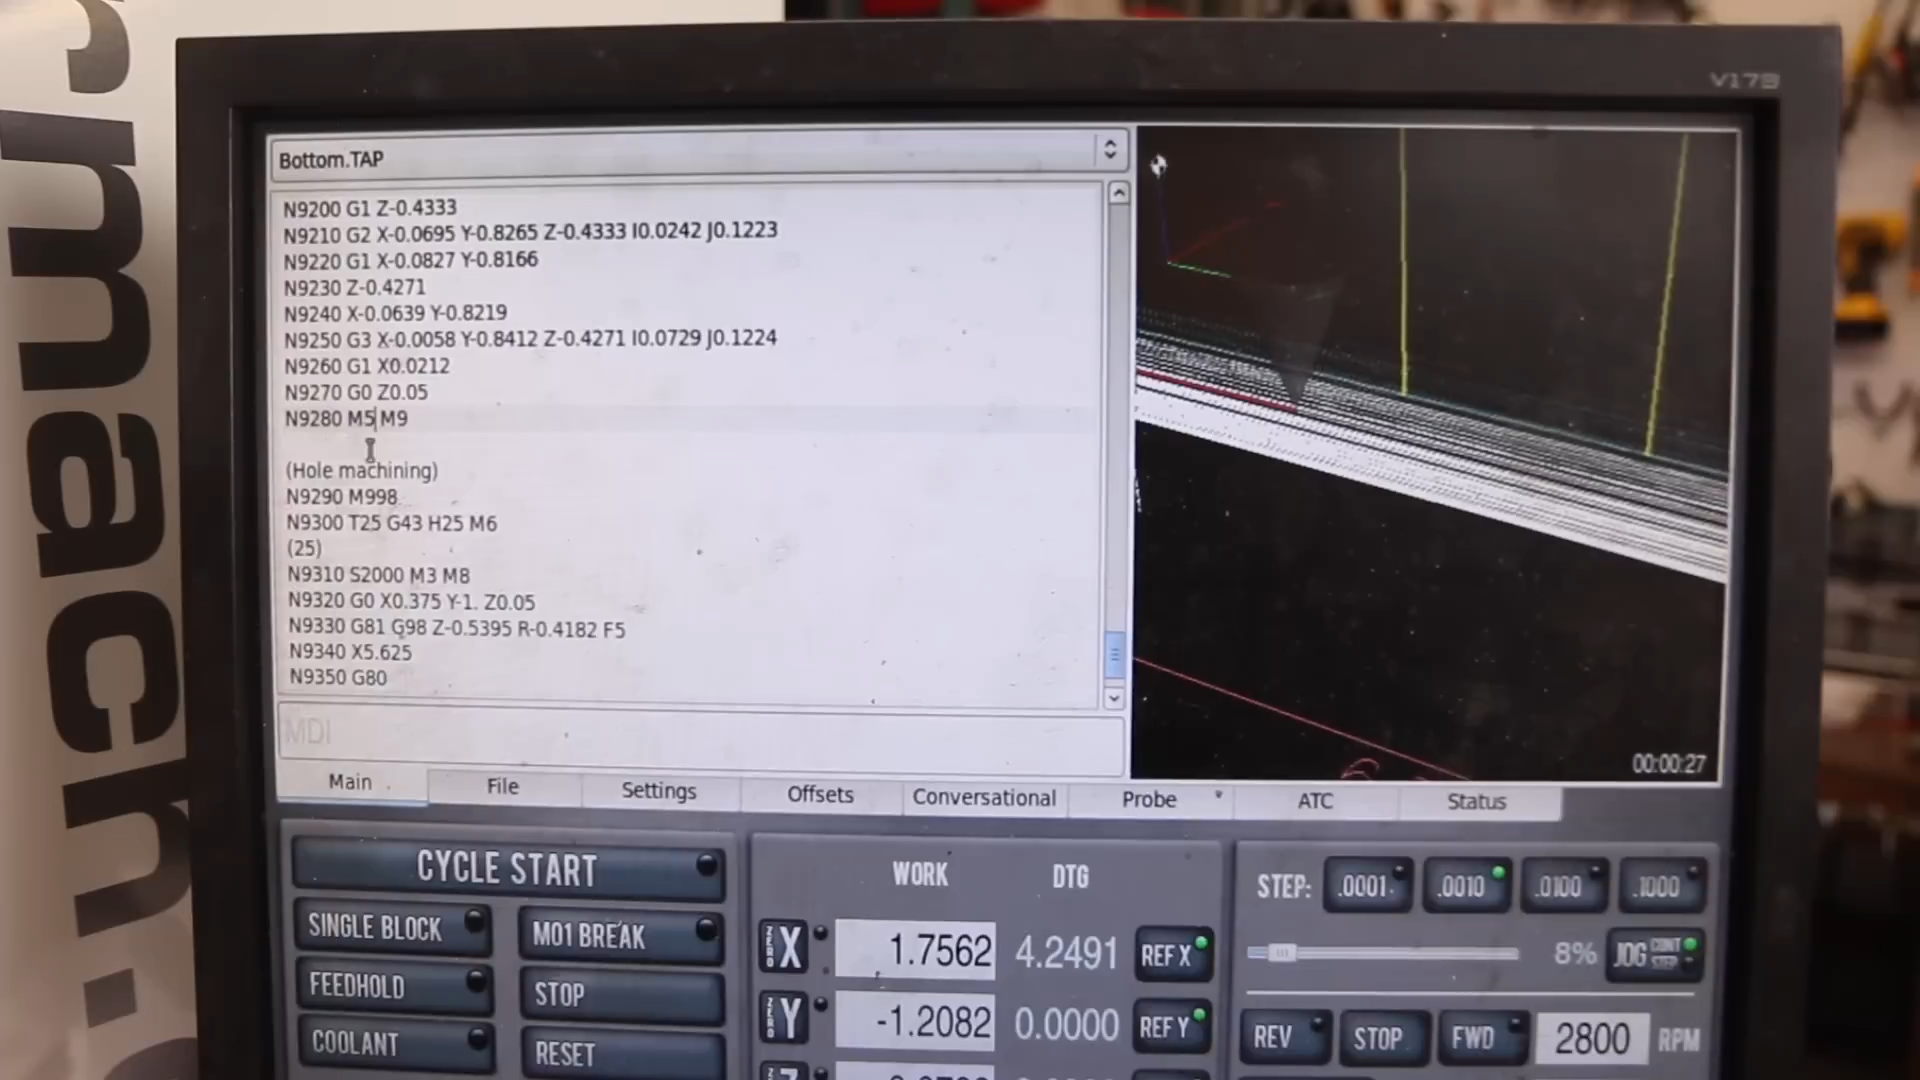 rmach.
V173
Bottom.TAP
N9200 G1 Z-0.4333
N9210 G2 X-0.0695 Y-0.8265 Z-0.4333 I0.0242 J0.1223
N9220 G1 X-0.0827 Y-0.8166
N9230 Z-0.4271
N9240 X-0.0639 Y-0.8219
N9250 G3 X-0.0058 Y-0.8412 Z-0.4271 I0.0729 J0.1224
N9260 G1 X0.0212
N9270 G0 Z0.05
N9280 M5 M9
(Hole machining)
N9290 M998
N9300 T25 G43 H25 M6
(25)
N9310 S2000 M3 M8
N9320 G0 X0.375 Y-1. Z0.05
N9330 G81 G98 Z-0.5395 R-0.4182 F5
N9340 X5.625
N9350 G80
MDI
00:00:27
Main File Settings Offsets Conversational Probe ATC Status
CYCLE START
SINGLE BLOCK M01 BREAK
FEEDHOLD STOP
COOLANT RESET
WORK DTG
ZERO X 1.7562 4.2491 REF X
ZERO Y -1.2082 0.0000 REF Y
STEP: .0001 .0010 .0100 .1000
8% JOG CONT STEP
REV STOP FWD 2800 RPM